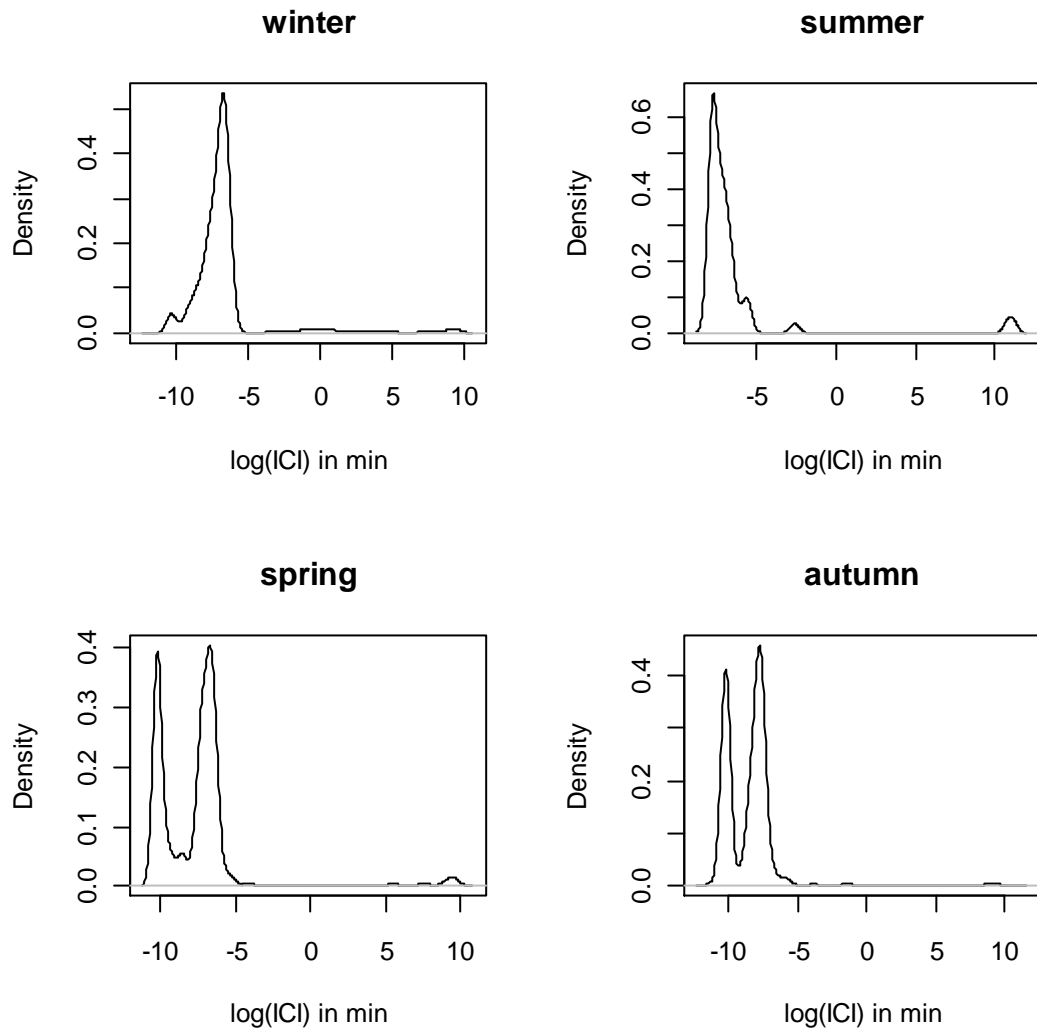 winter
Density
0.0 0.2 0.4
-10 -5 0 5 10
log(ICI) in min
summer
Density
0.0 0.2 0.4 0.6
-5 0 5 10
log(ICI) in min
spring
Density
0.0 0.1 0.2 0.3 0.4
-10 -5 0 5 10
log(ICI) in min
autumn
Density
0.0 0.2 0.4
-10 -5 0 5 10
log(ICI) in min